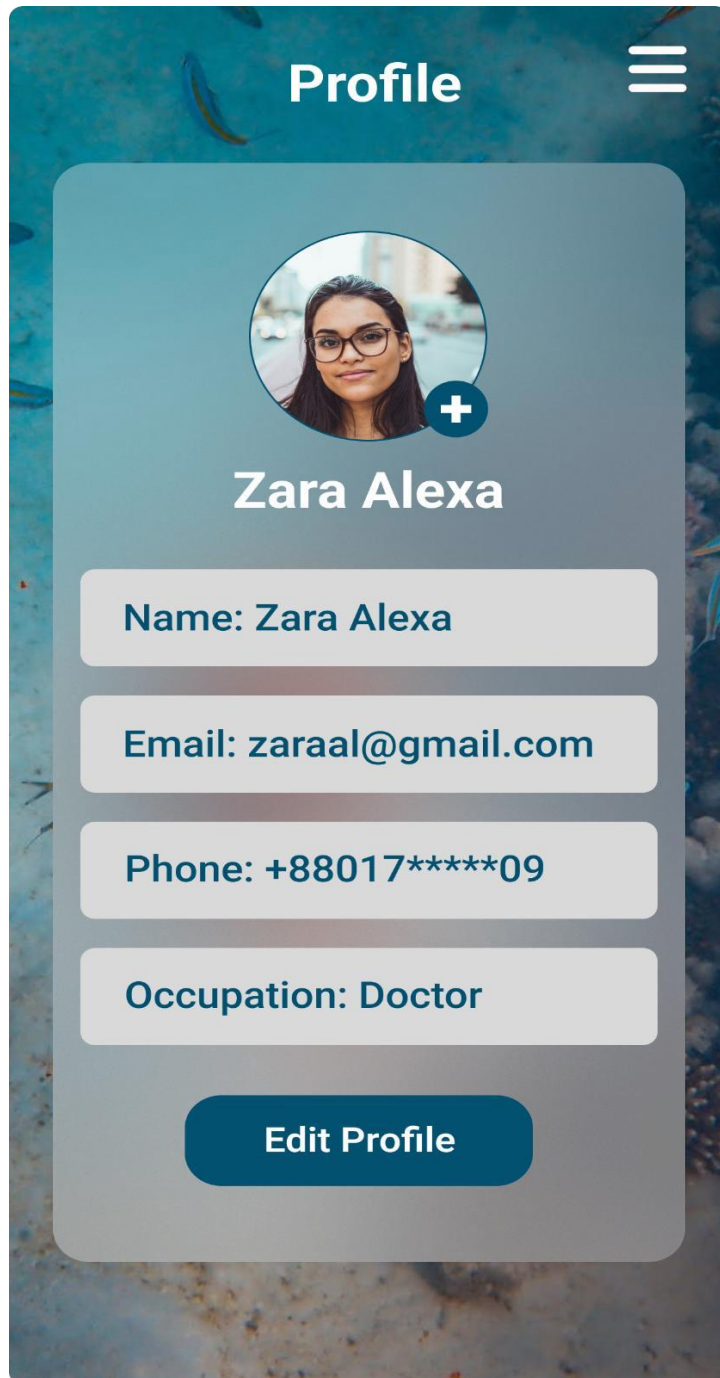 Profile
Zara Alexa
Name: Zara Alexa
Email: zaraal@gmail.com
Phone: +88017*****09
Occupation: Doctor
Edit Profile